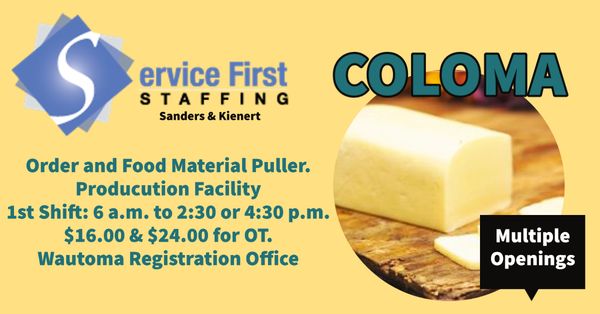 Service First
STAFFING
Sanders & Kienert
COLOMA
Order and Food Material Puller.
Producution Facility
1st Shift: 6 a.m. to 2:30 or 4:30 p.m.
$16.00 & $24.00 for OT.
Wautoma Registration Office
Multiple
Openings